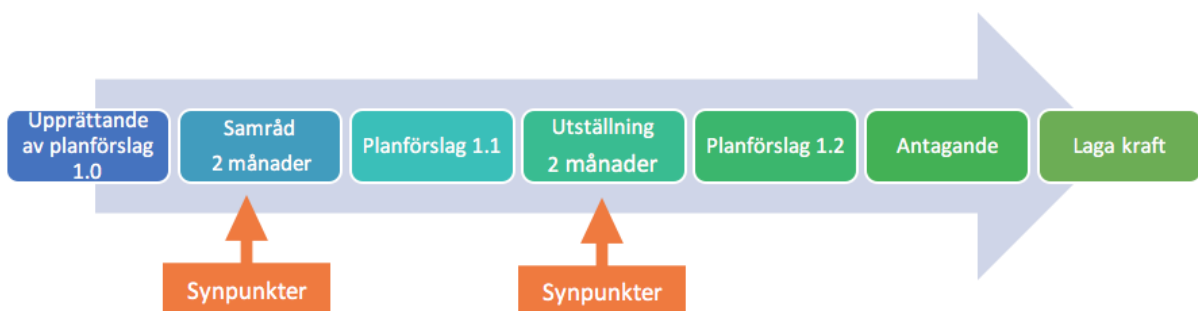 Upprättande
av planförslag
1.0
Samråd
2 månader
Planförslag 1.1
Utställning
2 månader
Planförslag 1.2
Antagande
Laga kraft
Synpunkter
Synpunkter